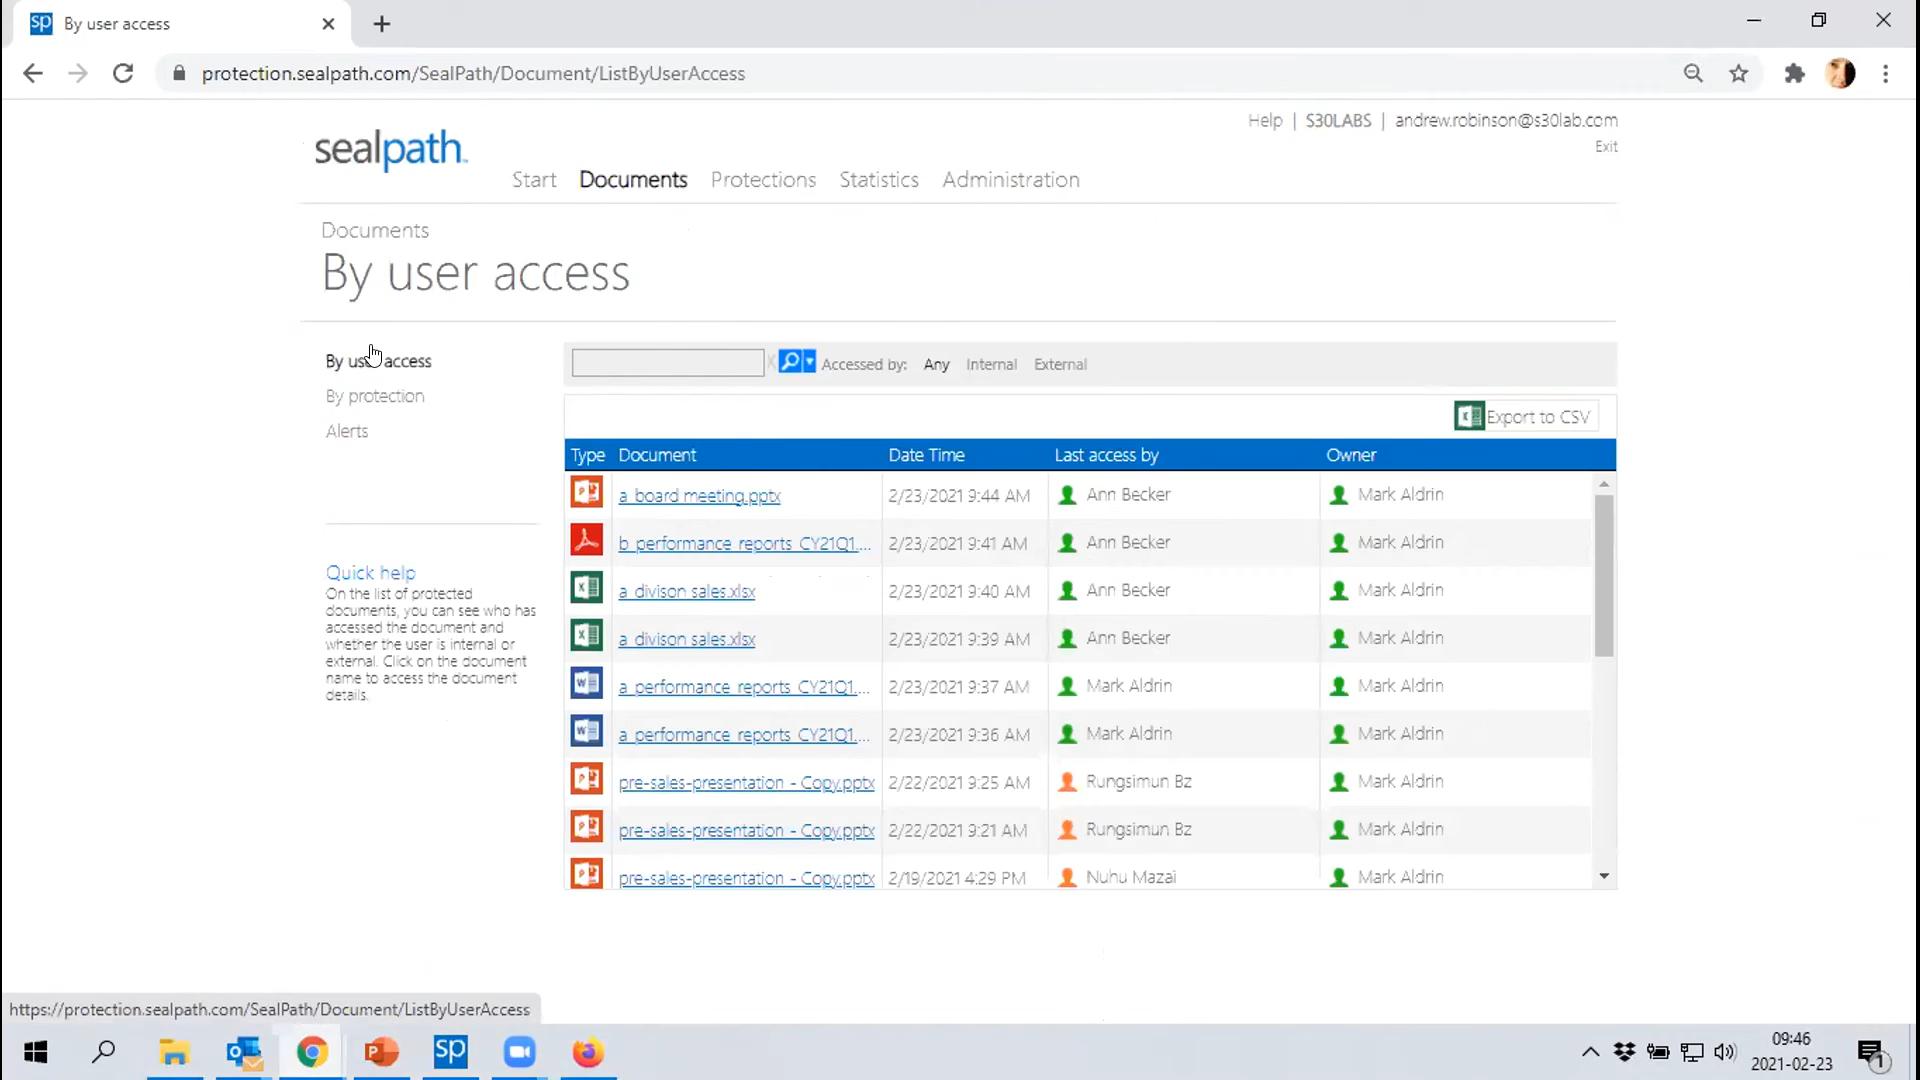 sp By user access
protection.sealpath.com/SealPath/Document/ListByUserAccess
Help | S30LABS | andrew.robinson@s30lab.com
Exit
sealpath
Start Documents Protections Statistics Administration
Documents
By user access
By user access
By protection
Alerts
Quick help
On the list of protected
documents, you can see who has
accessed the document and
whether the user is internal or
external. Click on the document
name to access the document
details.
X Accessed by: Any Internal External
Export to CSV
Type Document Date Time Last access by Owner
a board meeting.pptx 2/23/2021 9:44 AM Ann Becker Mark Aldrin
b performance reports CY21Q1.... 2/23/2021 9:41 AM Ann Becker Mark Aldrin
a divison sales.xlsx 2/23/2021 9:40 AM Ann Becker Mark Aldrin
a divison sales.xlsx 2/23/2021 9:39 AM Ann Becker Mark Aldrin
a performance reports CY21Q1.... 2/23/2021 9:37 AM Mark Aldrin Mark Aldrin
a performance reports CY21Q1.... 2/23/2021 9:36 AM Mark Aldrin Mark Aldrin
pre-sales-presentation - Copy.pptx 2/22/2021 9:25 AM Rungsimun Bz Mark Aldrin
pre-sales-presentation - Copy.pptx 2/22/2021 9:21 AM Rungsimun Bz Mark Aldrin
pre-sales-presentation - Copy.pptx 2/19/2021 4:29 PM Nuhu Mazai Mark Aldrin
https://protection.sealpath.com/SealPath/Document/ListByUserAccess
sp
09:46
2021-02-23
1